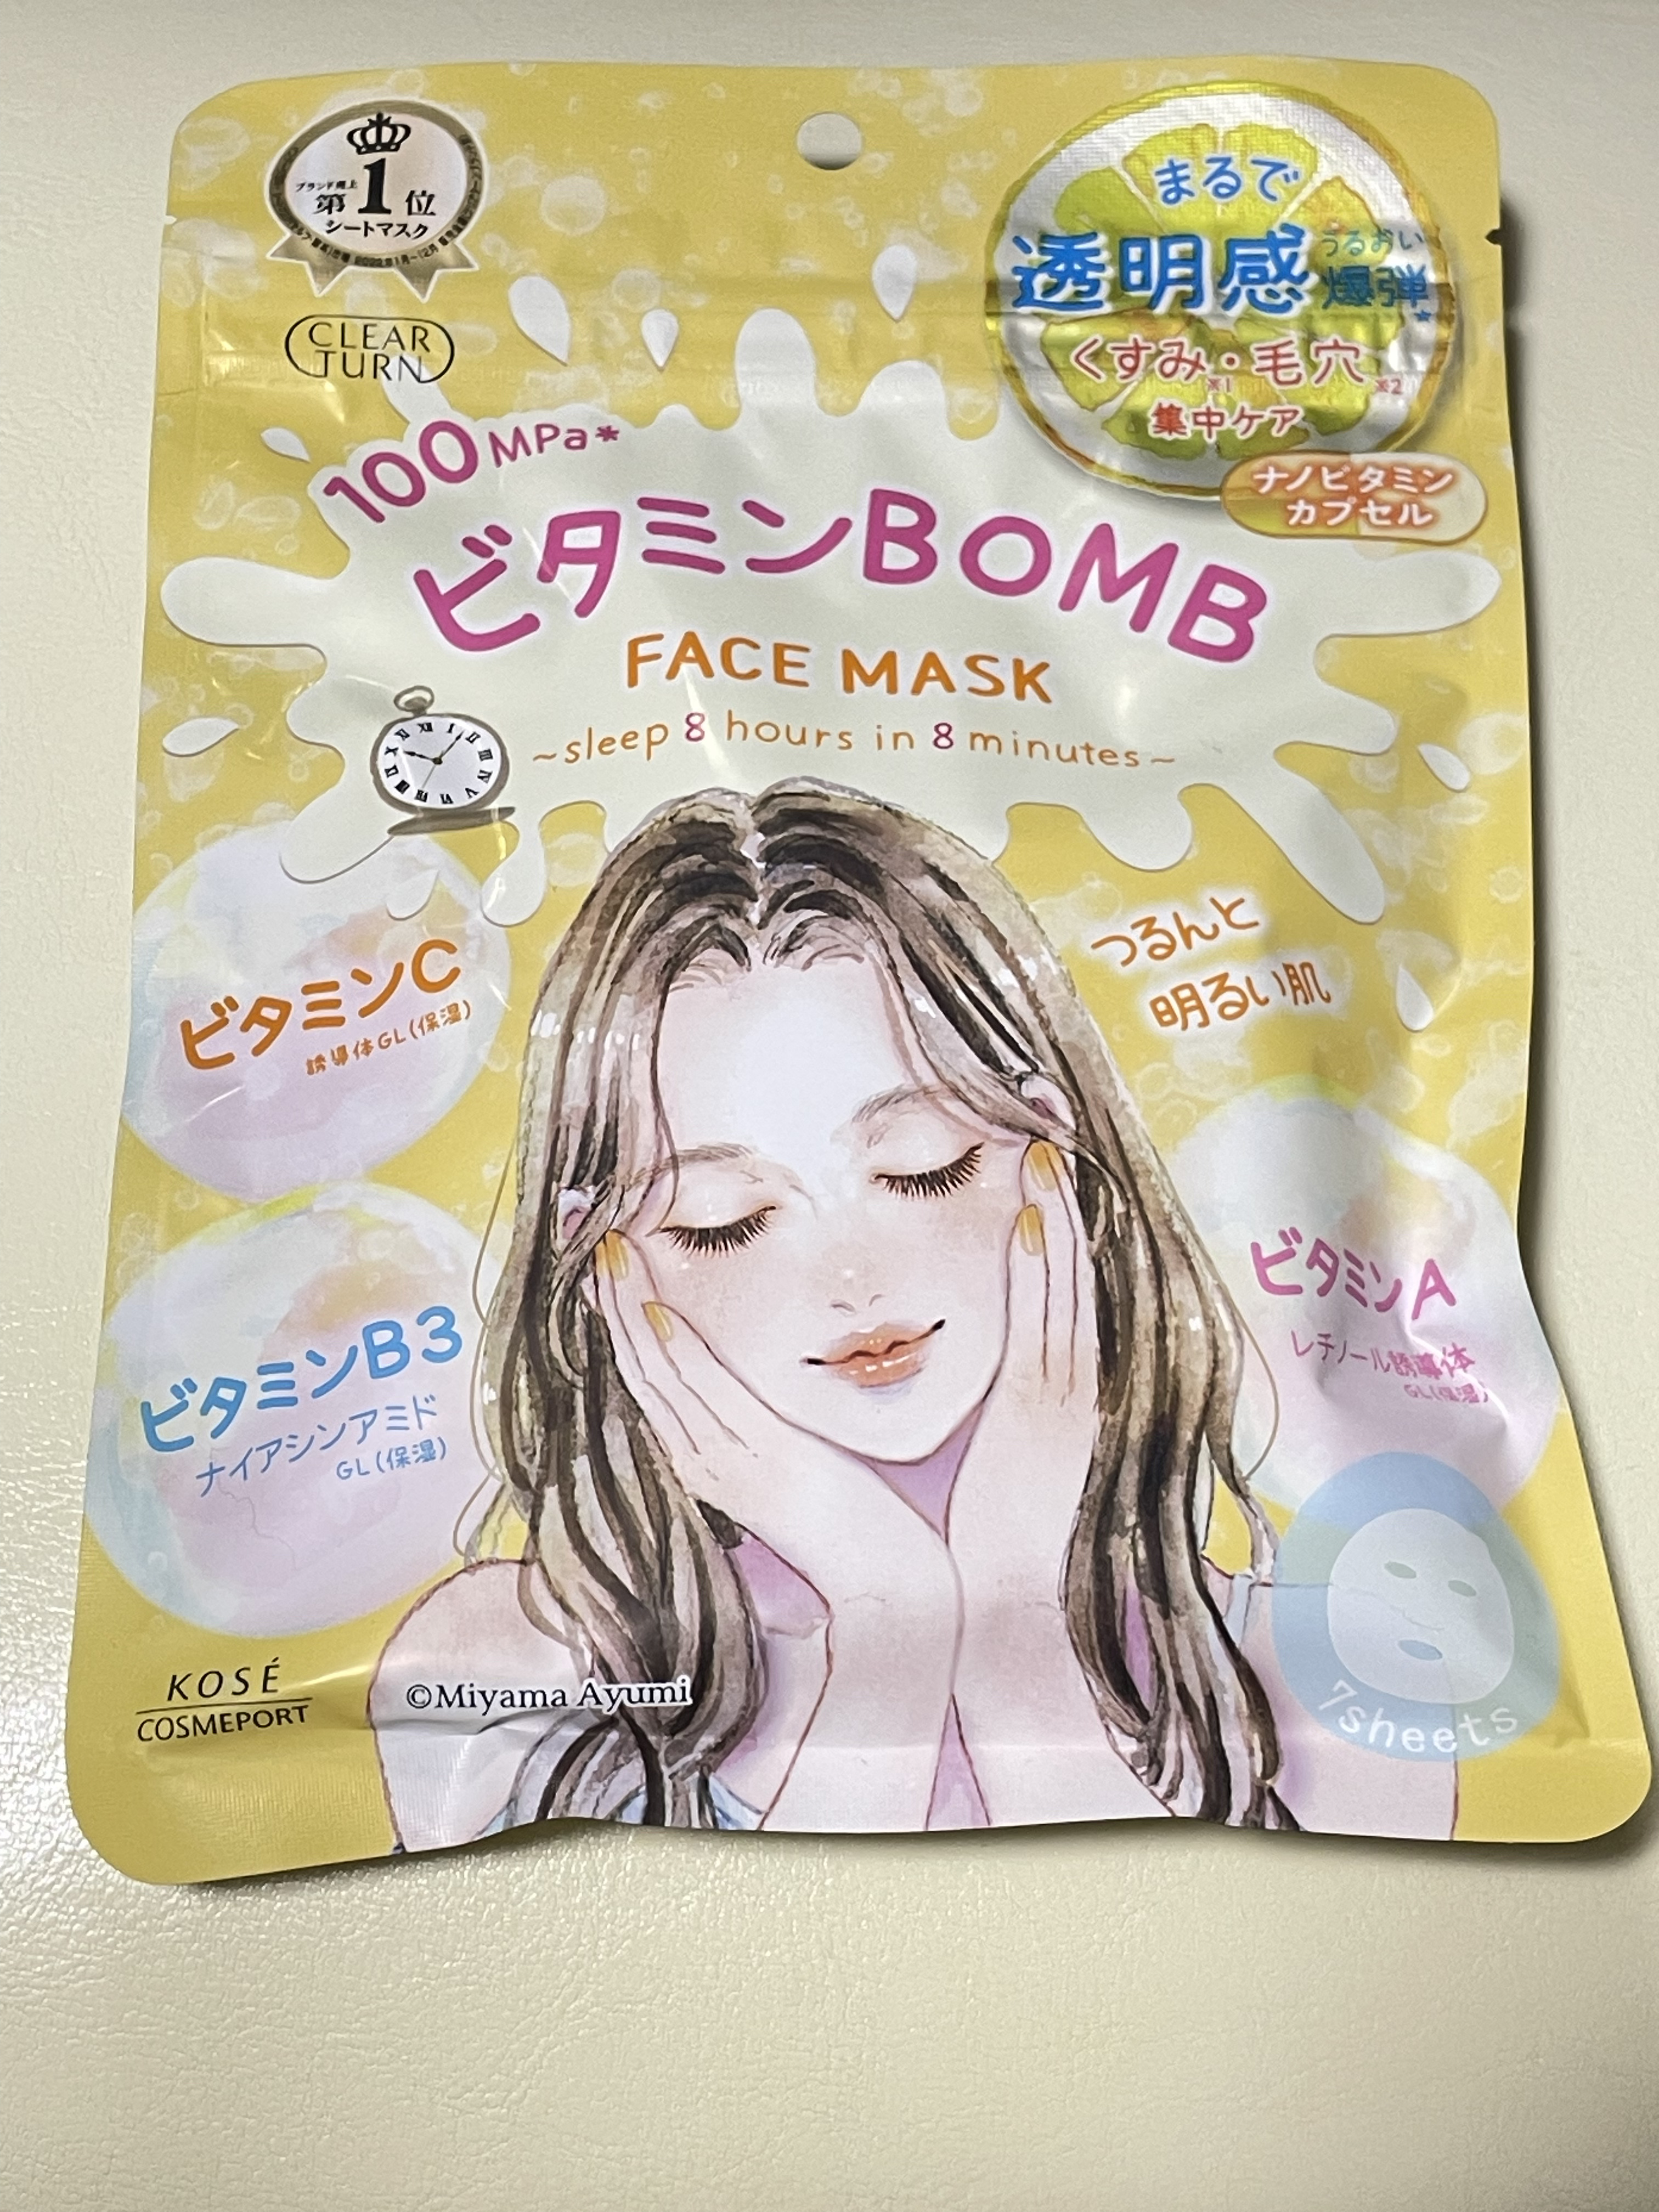 ブランド売上
第1位
シートマスク
CLEAR
TURN
まるで
透明感
うるおい
爆弾*
くすみ※1・毛穴※2
集中ケア
ナノビタミン
カプセル
100MPa*
ビタミンBOMB
FACE MASK
~sleep 8 hours in 8 minutes~
つるんと
明るい肌
ビタミンC
誘導体GL(保湿)
ビタミンB3
ナイアシンアミド
GL(保湿)
ビタミンA
レチノール誘導体
GL(保湿)
7sheets
KOSÉ
COSMEPORT
©Miyama Ayumi